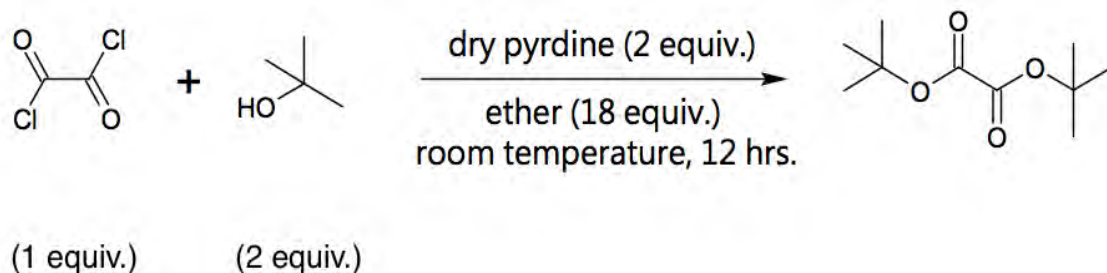 O Cl
Cl O
+
HO
dry pyrdine (2 equiv.)
ether (18 equiv.)
room temperature, 12 hrs.
O
O
O
O
(1 equiv.) (2 equiv.)